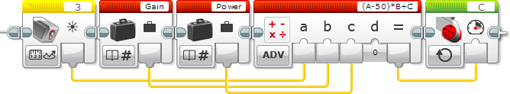 3 Gain Power (A-50)*B+C C
# # ADV a b c d =
0